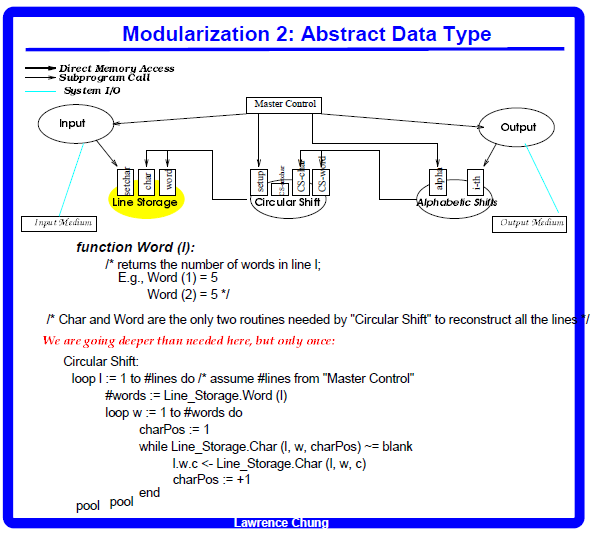 Modularization 2: Abstract Data Type
Direct Memory Access
Subprogram Call
System I/O
Master Control
Input
Output
setchar
char
word
setup
CS-setchar
CS-char
CS-word
alpha
i-th
Line Storage
Circular Shift
Alphabetic Shifts
Input Medium
Output Medium
function Word (l):
/* returns the number of words in line l;
E.g., Word (1) = 5
Word (2) = 5 */
/* Char and Word are the only two routines needed by "Circular Shift" to reconstruct all the lines */
We are going deeper than needed here, but only once:
Circular Shift:
loop l := 1 to #lines do /* assume #lines from "Master Control"
#words := Line_Storage.Word (l)
loop w := 1 to #words do
charPos := 1
while Line_Storage.Char (l, w, charPos) ~= blank
l.w.c <- Line_Storage.Char (l, w, c)
charPos := +1
end
pool
pool
Lawrence Chung